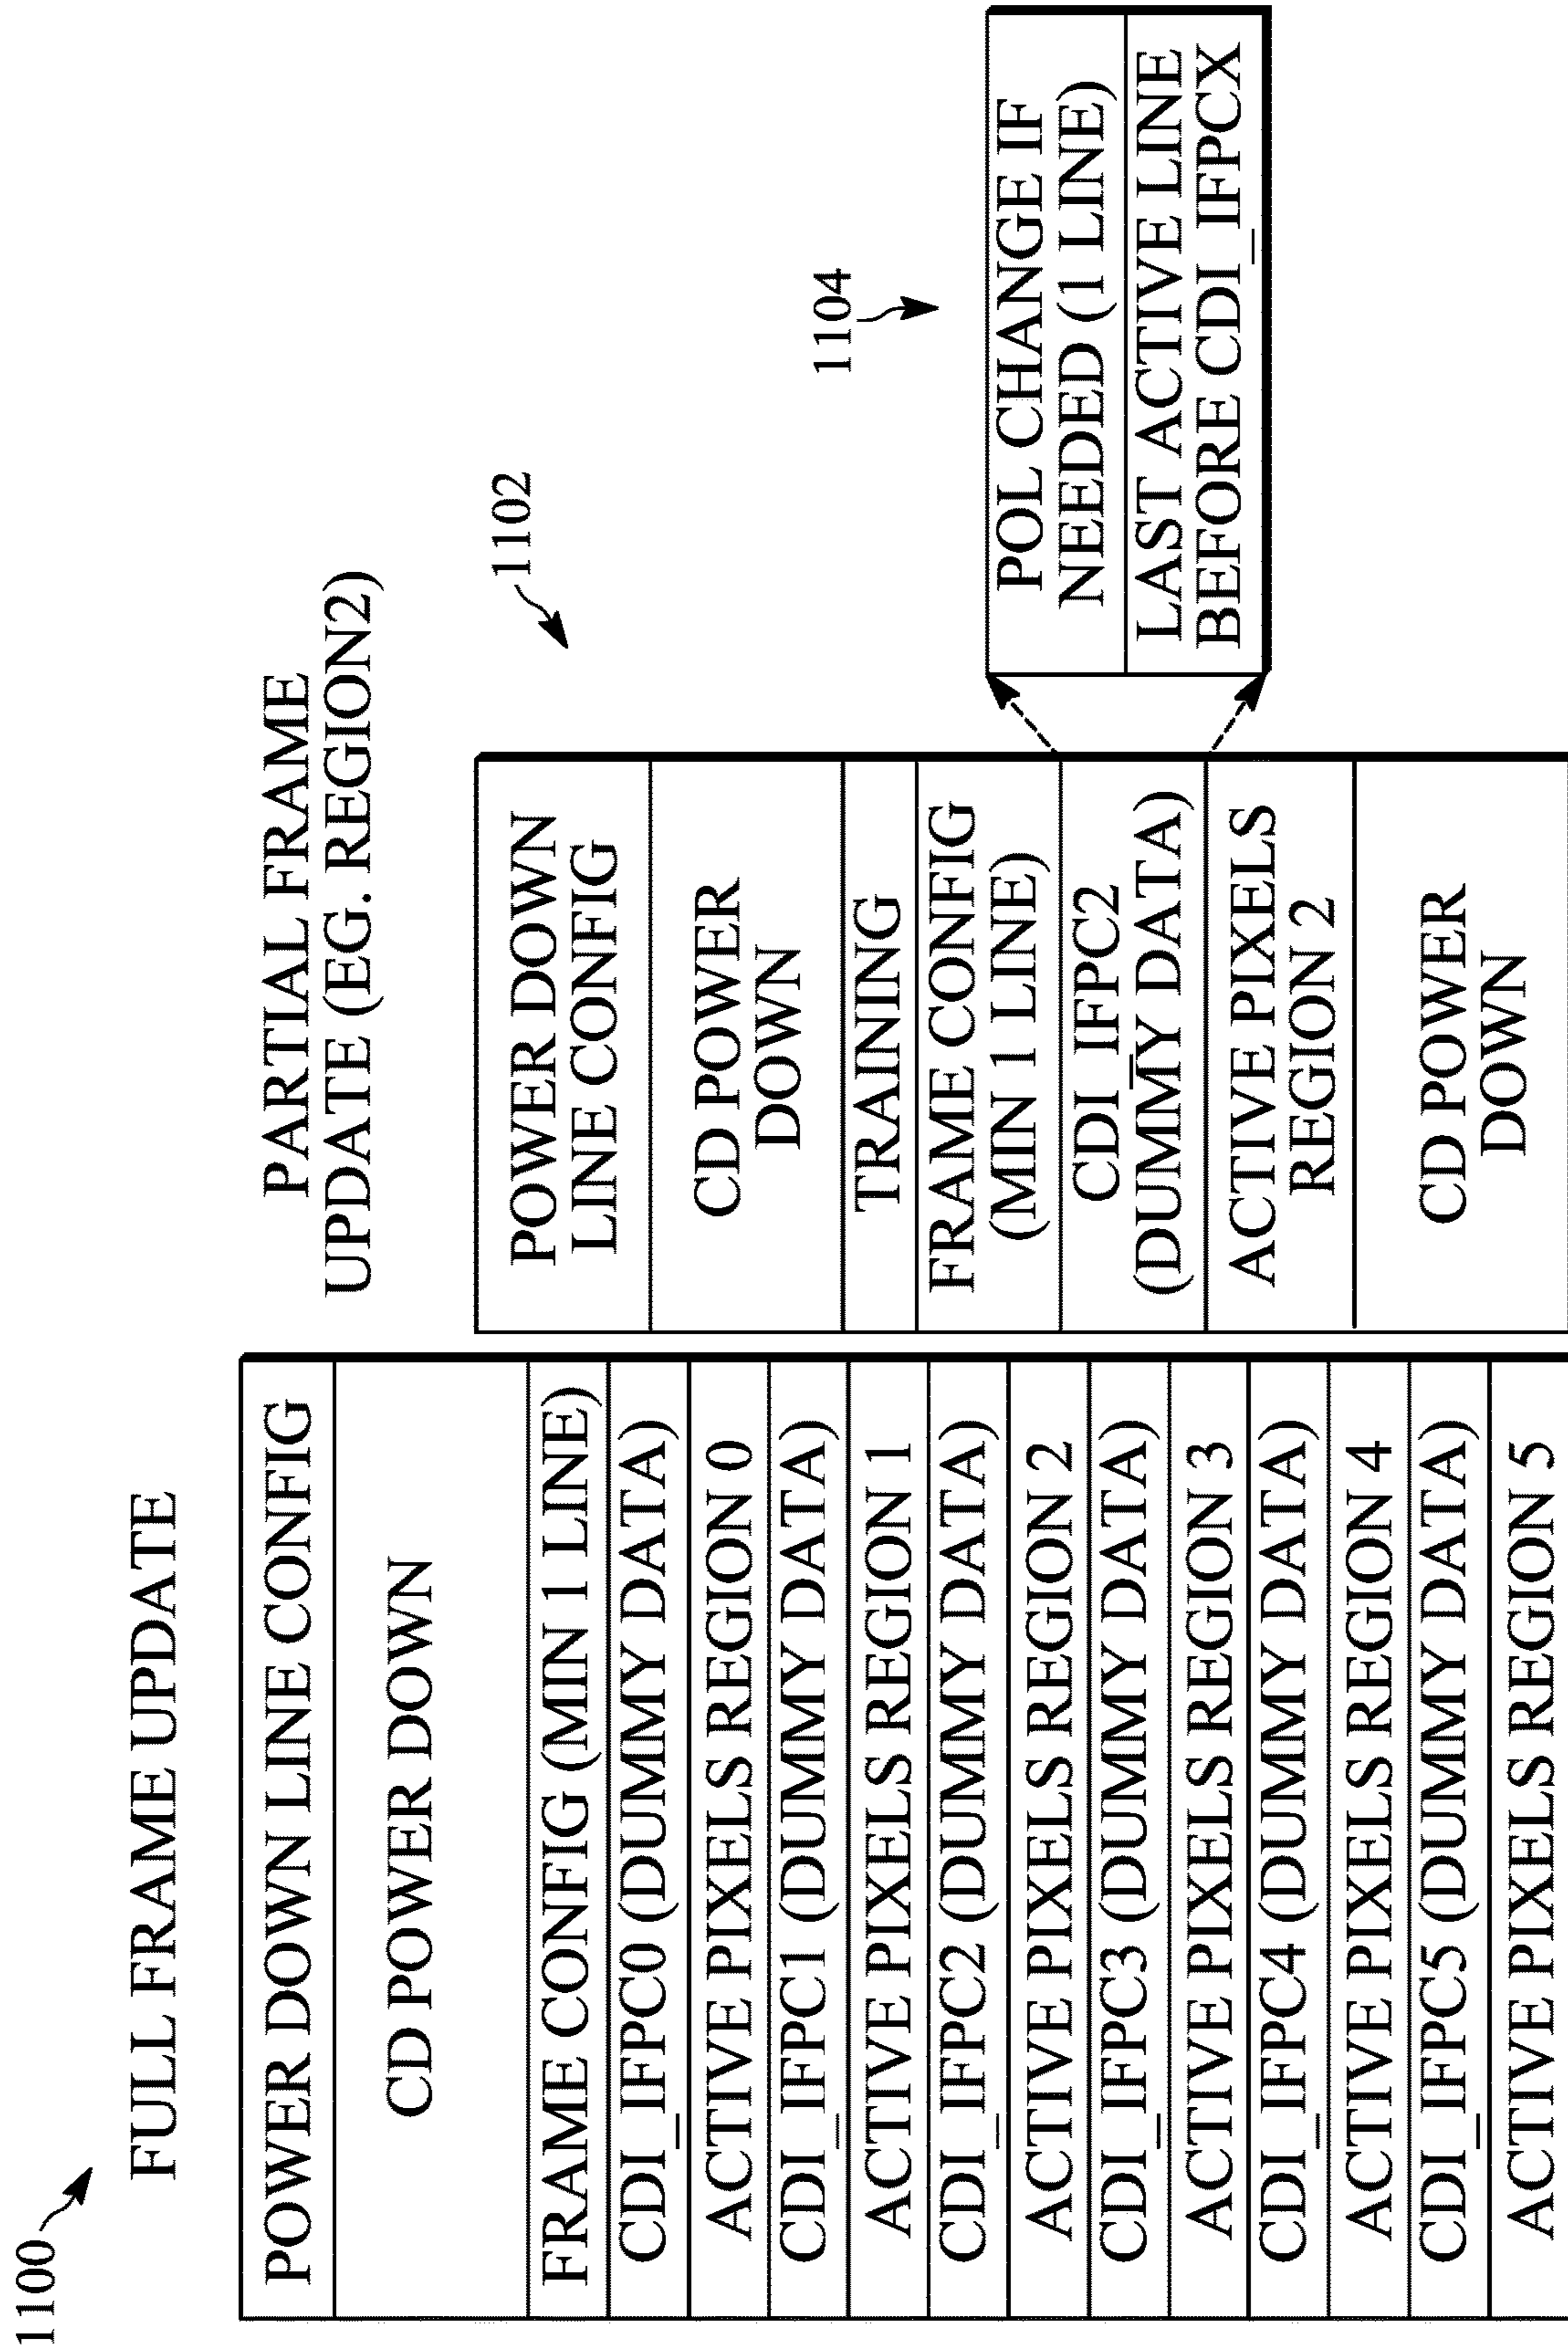 1100
FULL FRAME UPDATE
POWER DOWN LINE CONFIG
CD POWER DOWN
FRAME CONFIG (MIN 1 LINE)
CDI_IFPC0 (DUMMY DATA)
ACTIVE PIXELS REGION 0
CDI_IFPC1 (DUMMY DATA)
ACTIVE PIXELS REGION 1
CDI_IFPC2 (DUMMY DATA)
ACTIVE PIXELS REGION 2
CDI_IFPC3 (DUMMY DATA)
ACTIVE PIXELS REGION 3
CDI_IFPC4 (DUMMY DATA)
ACTIVE PIXELS REGION 4
CDI_IFPC5 (DUMMY DATA)
ACTIVE PIXELS REGION 5
PARTIAL FRAME
UPDATE (EG. REGION2)
1102
POWER DOWN
LINE CONFIG
CD POWER
DOWN
TRAINING
FRAME CONFIG
(MIN 1 LINE)
CDI_IFPC2
(DUMMY DATA)
ACTIVE PIXELS
REGION 2
CD POWER
DOWN
1104
POL CHANGE IF
NEEDED (1 LINE)
LAST ACTIVE LINE
BEFORE CDI_IFPCX